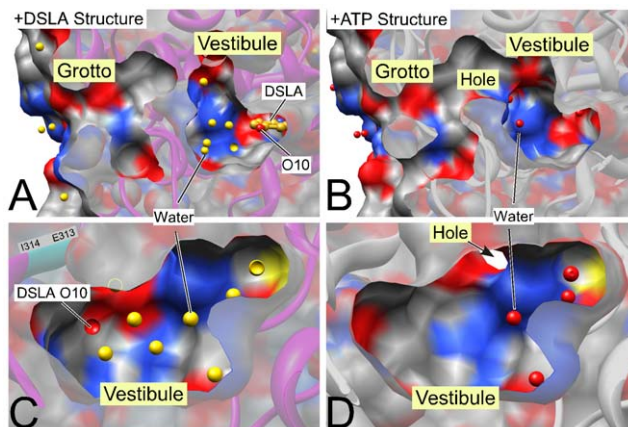 +DSLA Structure
Vestibule
Grotto
DSLA
O10
A
+ATP Structure
Vestibule
Grotto
Hole
B
Water
Water
I314 E313
DSLA O10
Vestibule
C
Hole
Vestibule
D